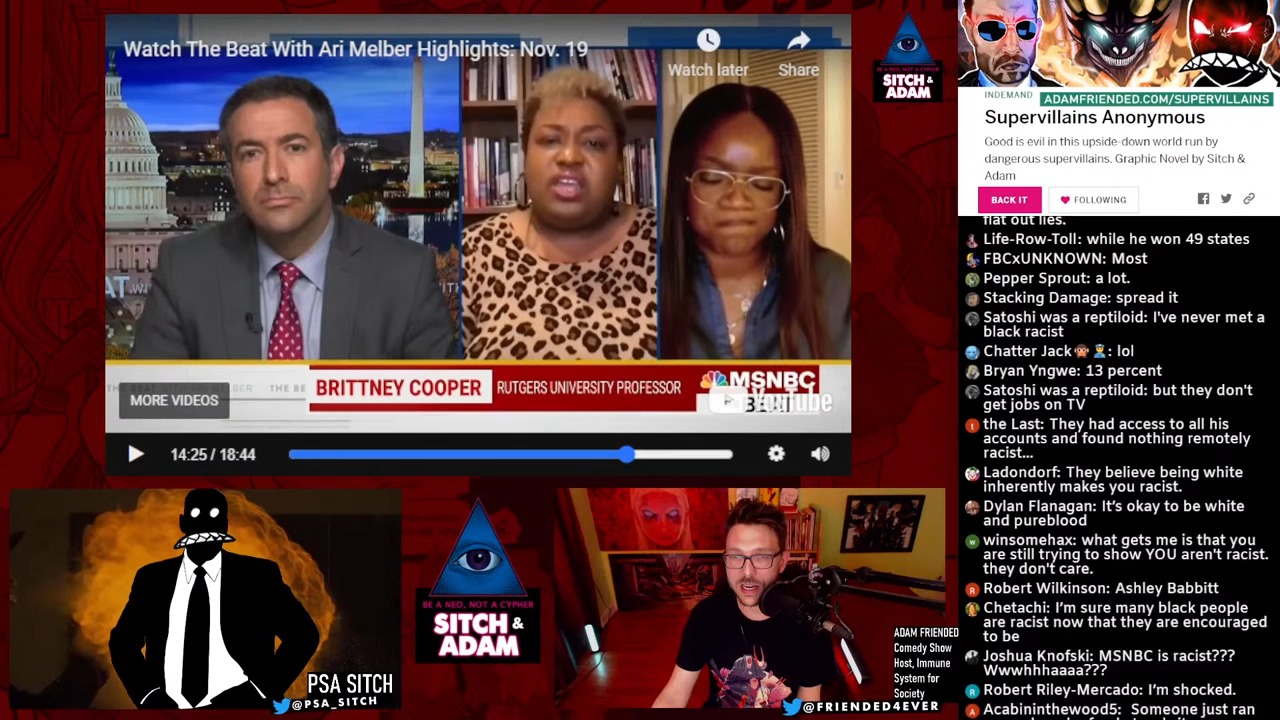 Watch The Beat With Ari Melber Highlights: Nov. 19
Watch later
Share
BRITTNEY COOPER
RUTGERS UNIVERSITY PROFESSOR
MSNBC
YouTube
BEAT
MORE VIDEOS
14:25 / 18:44
BE A NEO, NOT A CYPHER
SITCH &
ADAM
INDEMAND
ADAMFRIENDED.COM/SUPERVILLAINS
Supervillains Anonymous
Good is evil in this upside-down world run by
dangerous supervillains. Graphic Novel by Sitch &
Adam
BACK IT
FOLLOWING
flat out lies.
Life-Row-Toll: while he won 49 states
FBCxUNKNOWN: Most
Pepper Sprout: a lot.
Stacking Damage: spread it
Satoshi was a reptiloid: I've never met a
black racist
Chatter Jack🙊👮: lol
Bryan Yngwe: 13 percent
Satoshi was a reptiloid: but they don't
get jobs on TV
the Last: They had access to all his
accounts and found nothing remotely
racist...
Ladondorf: They believe being white
inherently makes you racist.
Dylan Flanagan: It's okay to be white
and pureblood
winsomehax: what gets me is that you
are still trying to show YOU aren't racist.
they don't care.
Robert Wilkinson: Ashley Babbitt
Chetachi: I'm sure many black people
are racist now that they are encouraged
to be
Joshua Knofski: MSNBC is racist???
Wwwhhhaaaa???
Robert Riley-Mercado: I'm shocked.
Acabininthewood5: Someone just ran
PSA SITCH
@PSA_SITCH
BE A NEO, NOT A CYPHER
SITCH &
ADAM
ADAM FRIENDED
Comedy Show
Host, Immune
System for
Society
@FRIENDED4EVER